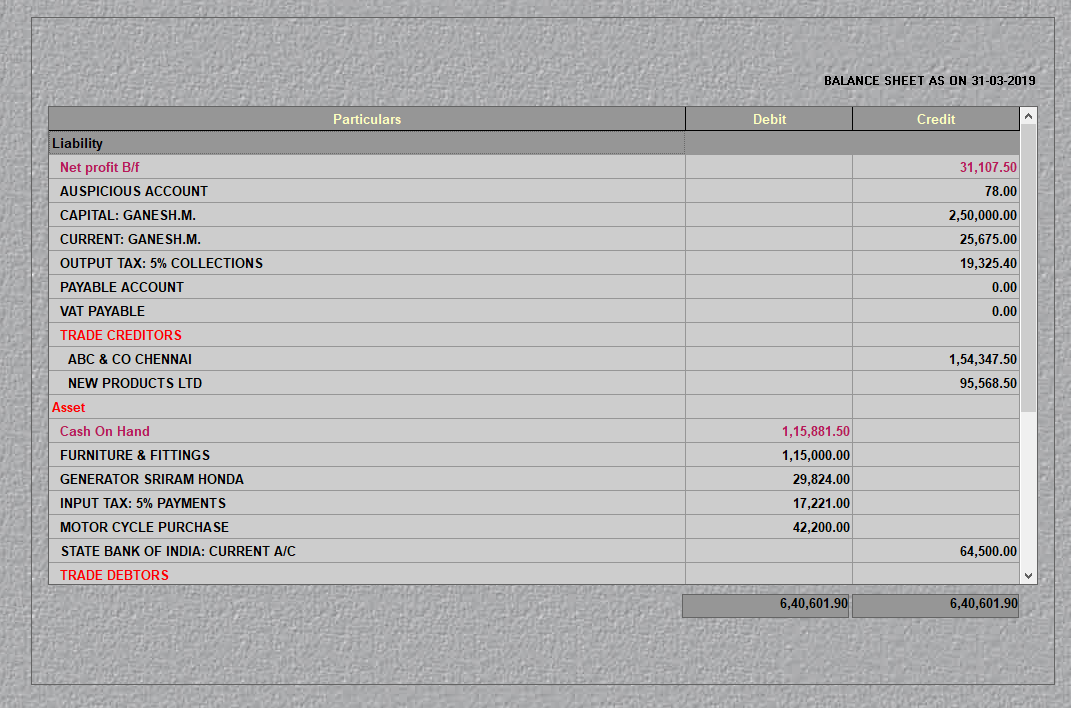 BALANCE SHEET AS ON 31-03-2019
Particulars Debit Credit
Liability
Net profit B/f 31,107.50
AUSPICIOUS ACCOUNT 78.00
CAPITAL: GANESH.M. 2,50,000.00
CURRENT: GANESH.M. 25,675.00
OUTPUT TAX: 5% COLLECTIONS 19,325.40
PAYABLE ACCOUNT 0.00
VAT PAYABLE 0.00
TRADE CREDITORS
ABC & CO CHENNAI 1,54,347.50
NEW PRODUCTS LTD 95,568.50
Asset
Cash On Hand 1,15,881.50
FURNITURE & FITTINGS 1,15,000.00
GENERATOR SRIRAM HONDA 29,824.00
INPUT TAX: 5% PAYMENTS 17,221.00
MOTOR CYCLE PURCHASE 42,200.00
STATE BANK OF INDIA: CURRENT A/C 64,500.00
TRADE DEBTORS
6,40,601.90 6,40,601.90